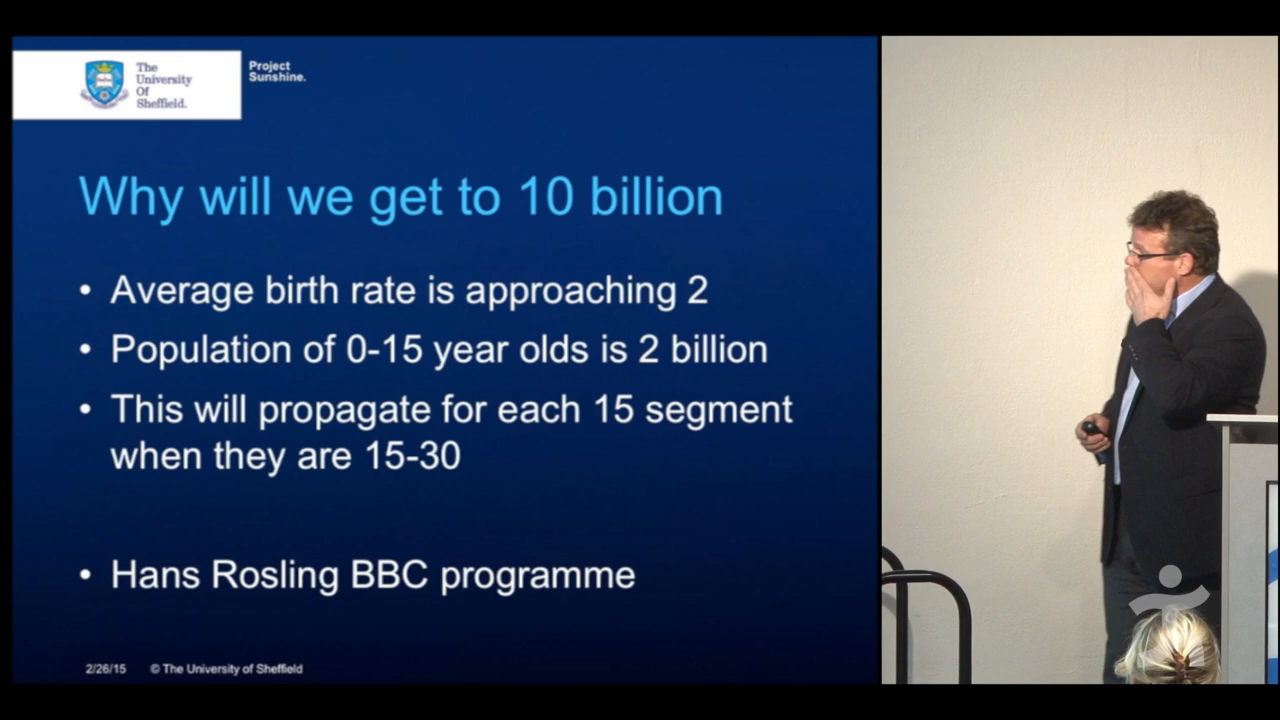 The
University
Of
Sheffield.
Project
Sunshine.
Why will we get to 10 billion
• Average birth rate is approaching 2
• Population of 0-15 year olds is 2 billion
• This will propagate for each 15 segment
when they are 15-30
• Hans Rosling BBC programme
2/26/15 © The University of Sheffield